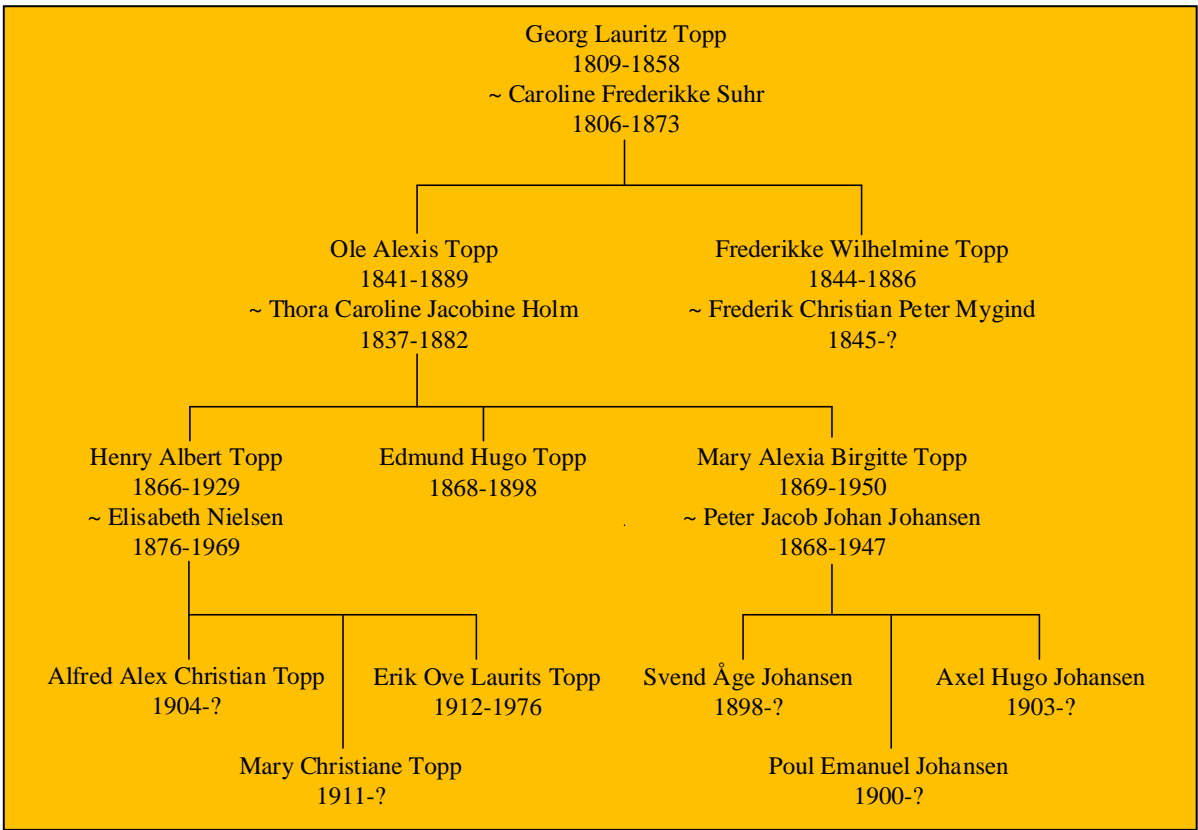 Georg Lauritz Topp
1809-1858
~ Caroline Frederikke Suhr
1806-1873
Ole Alexis Topp
1841-1889
~ Thora Caroline Jacobine Holm
1837-1882
Frederikke Wilhelmine Topp
1844-1886
~ Frederik Christian Peter Mygind
1845-?
Henry Albert Topp
1866-1929
~ Elisabeth Nielsen
1876-1969
Edmund Hugo Topp
1868-1898
Mary Alexia Birgitte Topp
1869-1950
~ Peter Jacob Johan Johansen
1868-1947
Alfred Alex Christian Topp
1904-?
Mary Christiane Topp
1911-?
Erik Ove Laurits Topp
1912-1976
Svend Åge Johansen
1898-?
Poul Emanuel Johansen
1900-?
Axel Hugo Johansen
1903-?